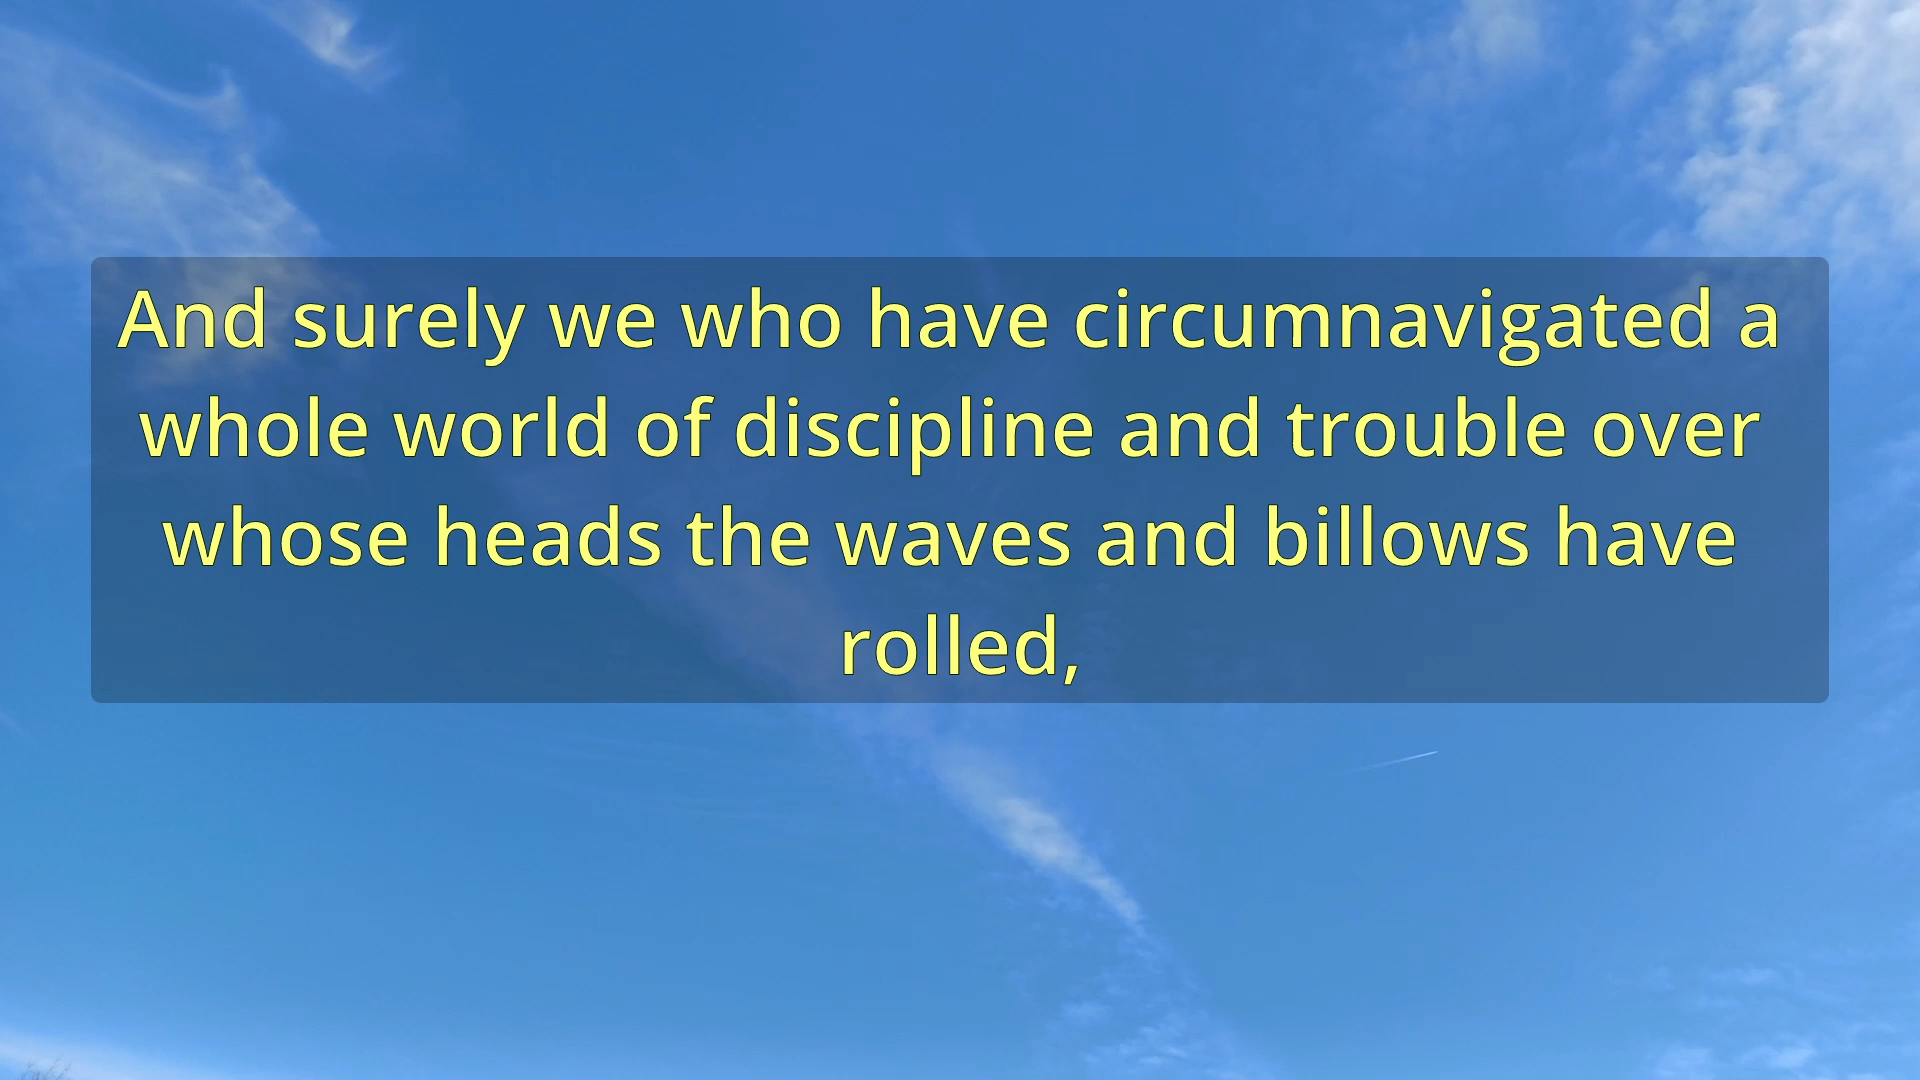 And surely we who have circumnavigated a
whole world of discipline and trouble over
whose heads the waves and billows have
rolled,